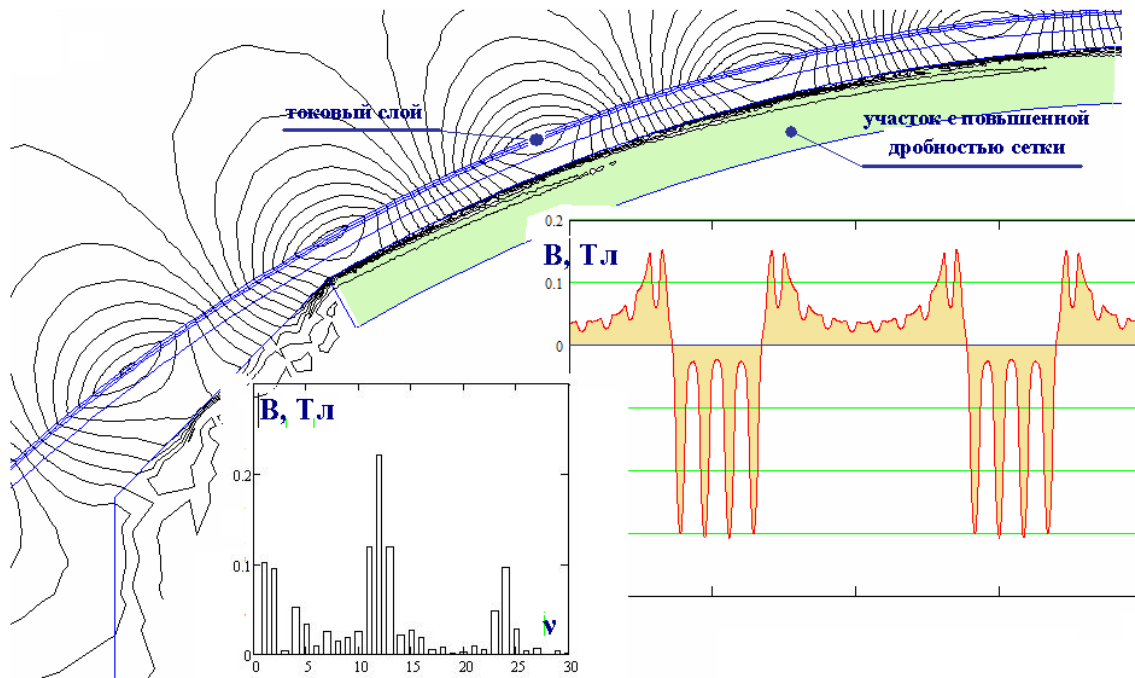 токовый слой
участок с повышенной
дробностью сетки
В, Тл
0.2
0.1
0
В, Тл
0.2
0.1
0
ν
0 5 10 15 20 25 30